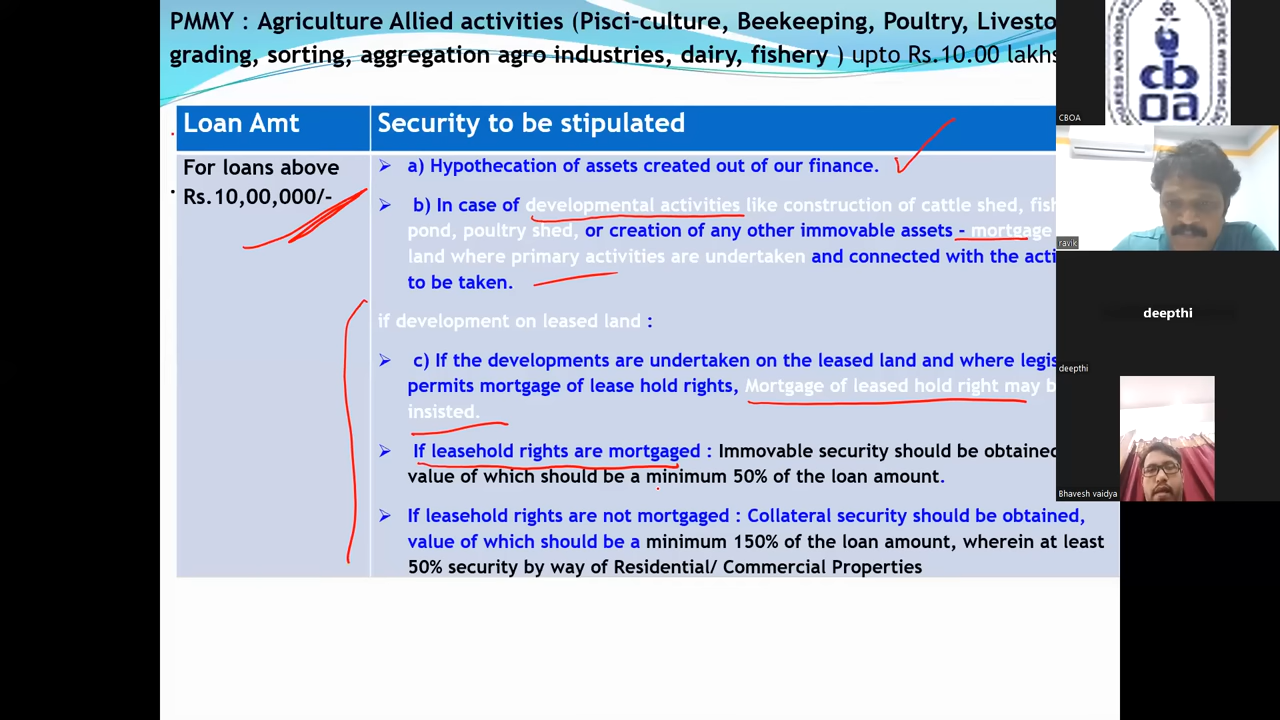 PMMY : Agriculture Allied activities (Pisci-culture, Beekeeping, Poultry, Livesto
grading, sorting, aggregation agro industries, dairy, fishery ) upto Rs.10.00 lakhs
Loan Amt
Security to be stipulated
For loans above
Rs.10,00,000/-
a) Hypothecation of assets created out of our finance.
b) In case of developmental activities like construction of cattle shed, fish
pond, poultry shed, or creation of any other immovable assets - mortgage
land where primary activities are undertaken and connected with the acti
to be taken.
if development on leased land :
c) If the developments are undertaken on the leased land and where legis
permits mortgage of lease hold rights, Mortgage of leased hold right may b
insisted.
If leasehold rights are mortgaged : Immovable security should be obtained
value of which should be a minimum 50% of the loan amount.
If leasehold rights are not mortgaged : Collateral security should be obtained,
value of which should be a minimum 150% of the loan amount, wherein at least
50% security by way of Residential/ Commercial Properties
cboa
CBOA
ravik
deepthi
deepthi
Bhavesh vaidya